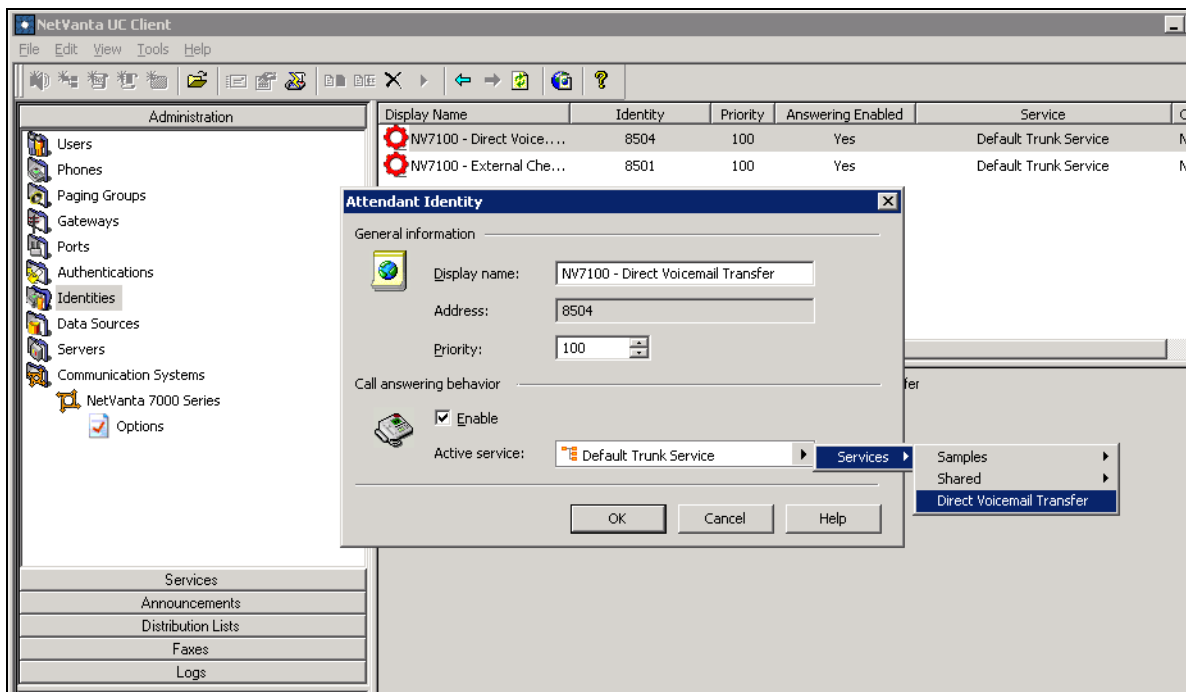 NetVanta UC Client
File Edit View Tools Help
Administration
Users
Phones
Paging Groups
Gateways
Ports
Authentications
Identities
Data Sources
Servers
Communication Systems
NetVanta 7000 Series
Options
Services
Announcements
Distribution Lists
Faxes
Logs
Display Name Identity Priority Answering Enabled Service
NV7100 - Direct Voice.... 8504 100 Yes Default Trunk Service
NV7100 - External Che... 8501 100 Yes Default Trunk Service
Attendant Identity
General information
Display name: NV7100 - Direct Voicemail Transfer
Address: 8504
Priority: 100
Call answering behavior
Enable
Active service: Default Trunk Service
Services
Samples
Shared
Direct Voicemail Transfer
OK Cancel Help